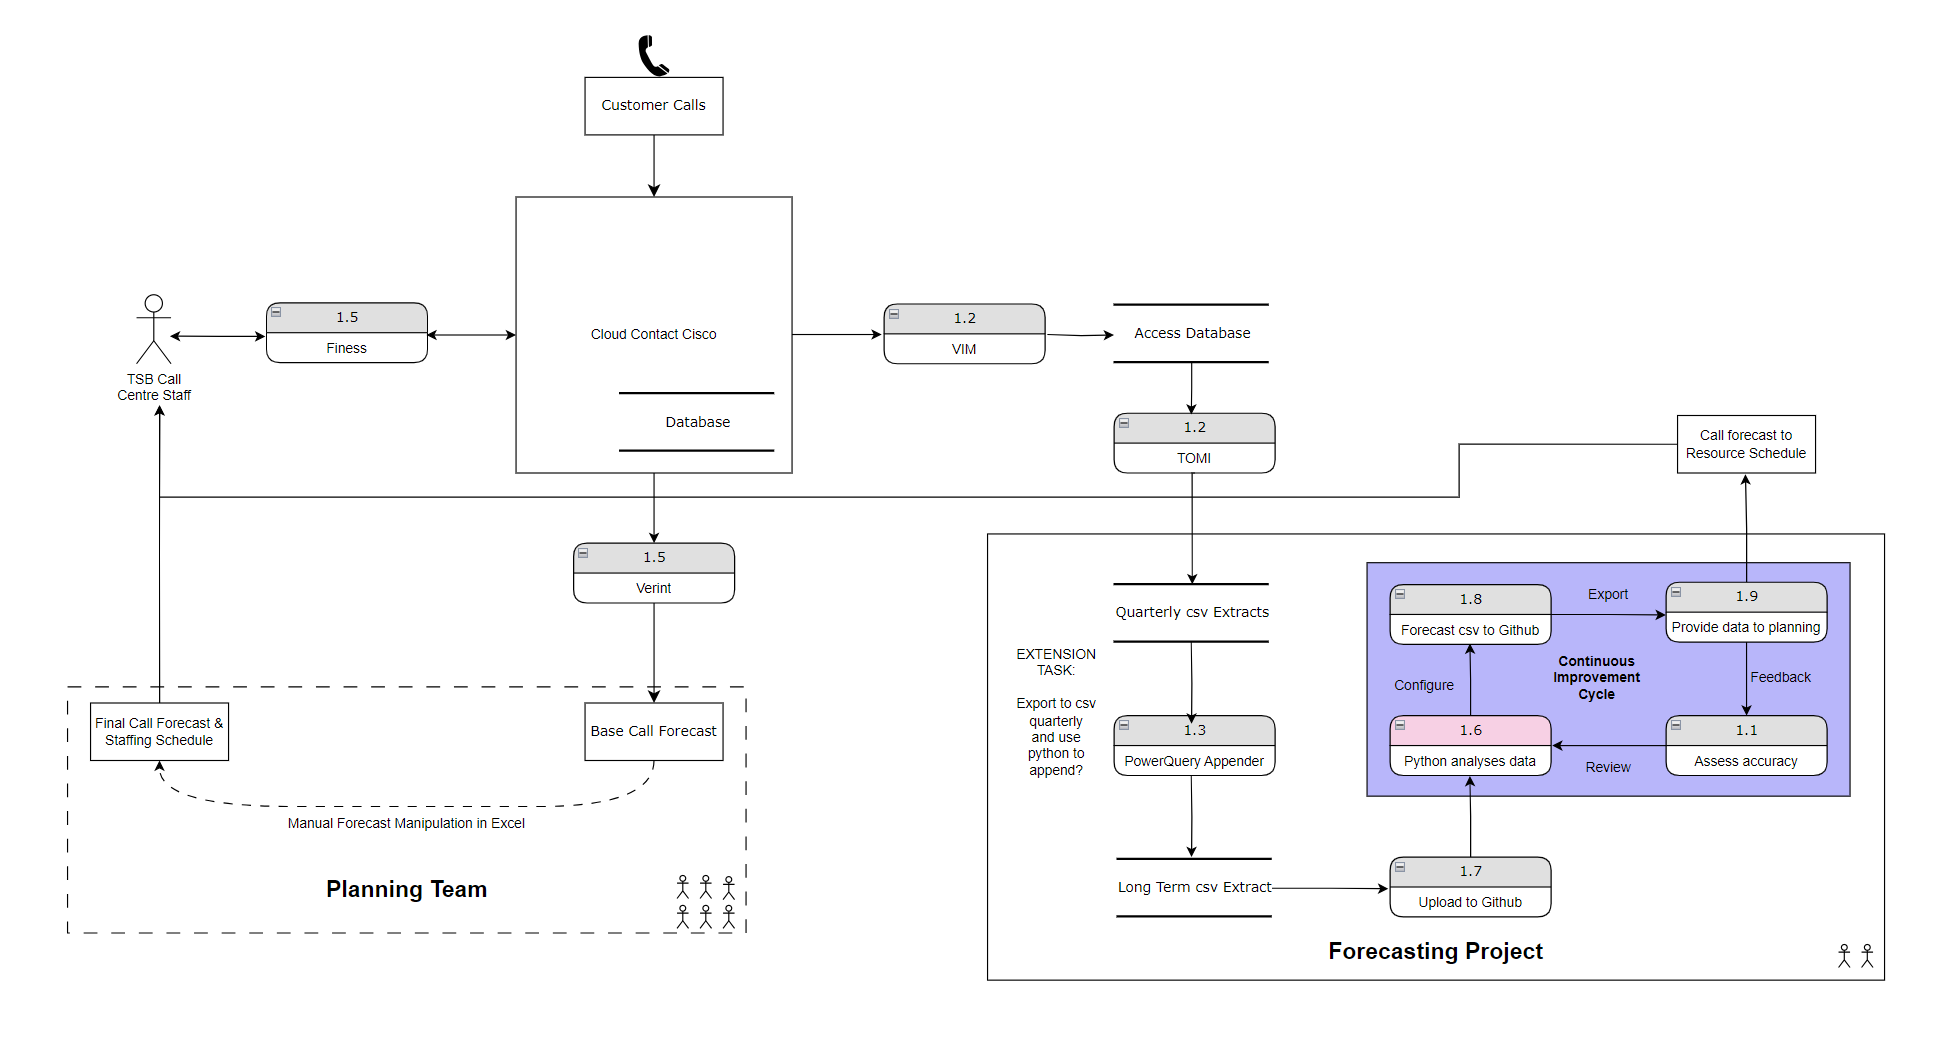 Customer Calls
1.5
Finess
Cloud Contact Cisco
1.2
VIM
Access Database
TSB Call
Centre Staff
Database
1.2
TOMI
Call forecast to
Resource Schedule
1.5
Verint
Quarterly csv Extracts
1.8
Forecast csv to Github
Export
1.9
Provide data to planning
EXTENSION
TASK:
Export to csv
quarterly
and use
python to
append?
Configure
Continuous
Improvement
Cycle
Feedback
Final Call Forecast &
Staffing Schedule
Base Call Forecast
1.3
PowerQuery Appender
1.6
Python analyses data
Review
1.1
Assess accuracy
Manual Forecast Manipulation in Excel
Planning Team
Long Term csv Extract
1.7
Upload to Github
Forecasting Project